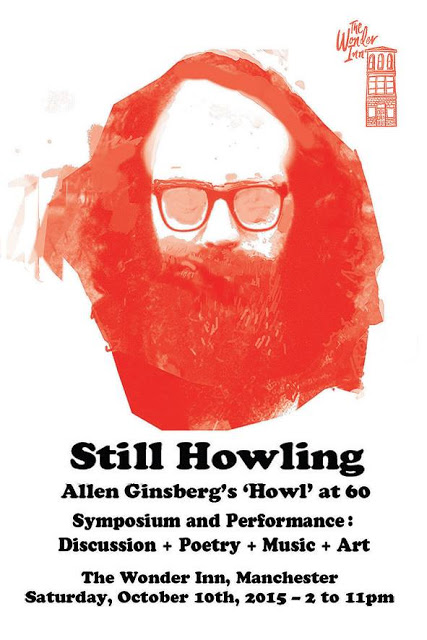 The
Wonder
Inn
Still Howling
Allen Ginsberg's 'Howl' at 60
Symposium and Performance:
Discussion + Poetry + Music + Art
The Wonder Inn, Manchester
Saturday, October 10th, 2015 – 2 to 11pm